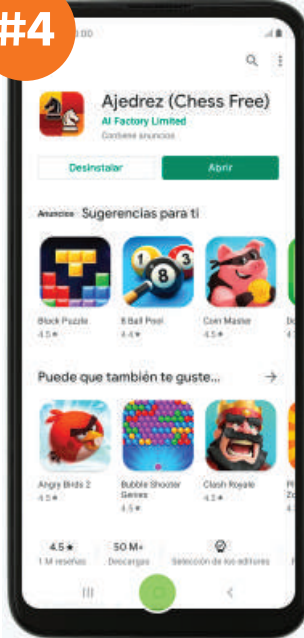 #4
Ajedrez (Chess Free)
AI Factory Limited
Contiene anuncios
Desinstalar
Abrir
Anuncios Sugerencias para ti
Block Puzzle
8 Ball Pool
Coin Master
4.5★
4.4★
4.5★
Puede que también te guste... →
Angry Birds 2
Bubble Shooter
Genies
Clash Royale
4.5★
4.5★
4.5★
4.5★
50 M+
1 M reseñas
Descargas
Selección de los editores